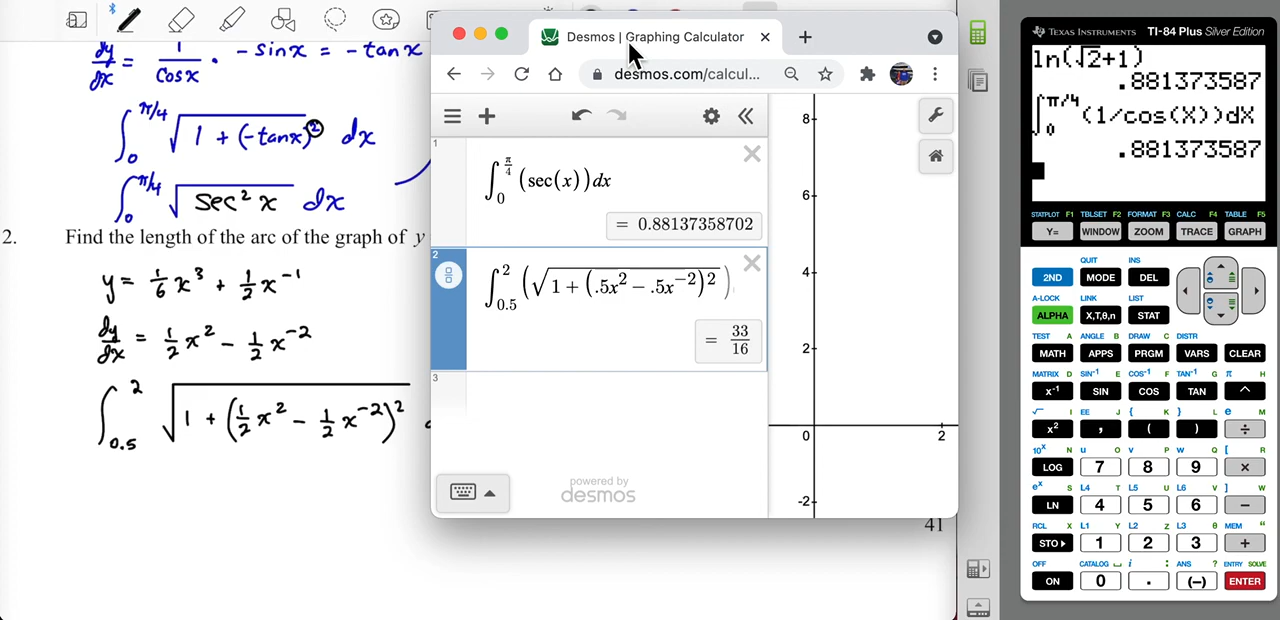 dy/dx = 1/cosx · -sinx = -tanx
∫₀^π/4 √1 + (-tanx)² dx
∫₀^π/4 √sec² x dx
2. Find the length of the arc of the graph of y
y = 1/6 x³ + 1/2 x⁻¹
dy/dx = 1/2 x² - 1/2 x⁻²
∫₀.₅² √1 + (1/2 x² - 1/2 x⁻²)²
41
Desmos | Graphing Calculator
desmos.com/calcul...
1
∫₀^π/4 (sec(x))dx
= 0.88137358702
2
∫₀.₅² (√1 + (.5x² - .5x⁻²)²)
= 33/16
3
powered by
desmos
8
6
4
2
0
2
-2
TEXAS INSTRUMENTS TI-84 Plus Silver Edition
ln(√2+1)
.881373587
∫₀^π/4 (1/cos(X))dX
.881373587
STATPLOT F1 TBLSET F2 FORMAT F3 CALC F4 TABLE F5
Y= WINDOW ZOOM TRACE GRAPH
QUIT INS
2ND MODE DEL
A-LOCK LINK LIST
ALPHA X,T,θ,n STAT
TEST A ANGLE B DRAW C DISTR
MATH APPS PRGM VARS CLEAR
MATRIX D SIN⁻¹ E COS⁻¹ F TAN⁻¹ G π H
x⁻¹ SIN COS TAN ^
√ I EE J { K } L e M
x² , ( ) ÷
10ˣ N u O v P w Q [ R
LOG 7 8 9 ×
eˣ S L4 T L5 U L6 V ] W
LN 4 5 6 −
RCL X L1 Y L2 Z L3 θ MEM “
STO▸ 1 2 3 +
OFF CATALOG ⎵ i : ANS ? ENTRY SOLVE
ON 0 . (−) ENTER